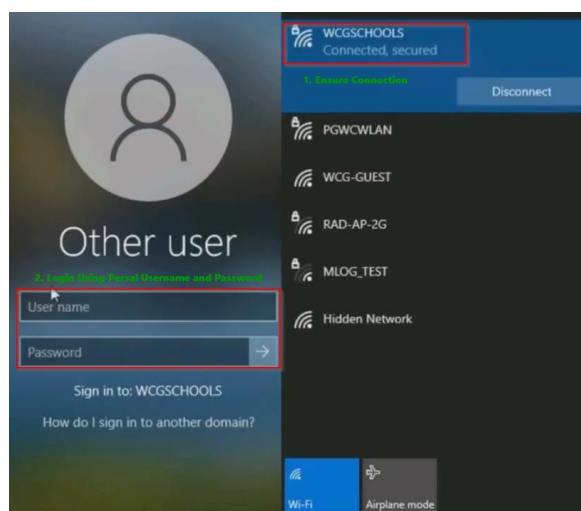 Other user
2. Login Using Persal Username and Password
User name
Password
Sign in to: WCGSCHOOLS
How do I sign in to another domain?
WCGSCHOOLS
Connected, secured
1. Ensure Connection
Disconnect
PGWCWLAN
WCG-GUEST
RAD-AP-2G
MLOG_TEST
Hidden Network
Wi-Fi
Airplane mode